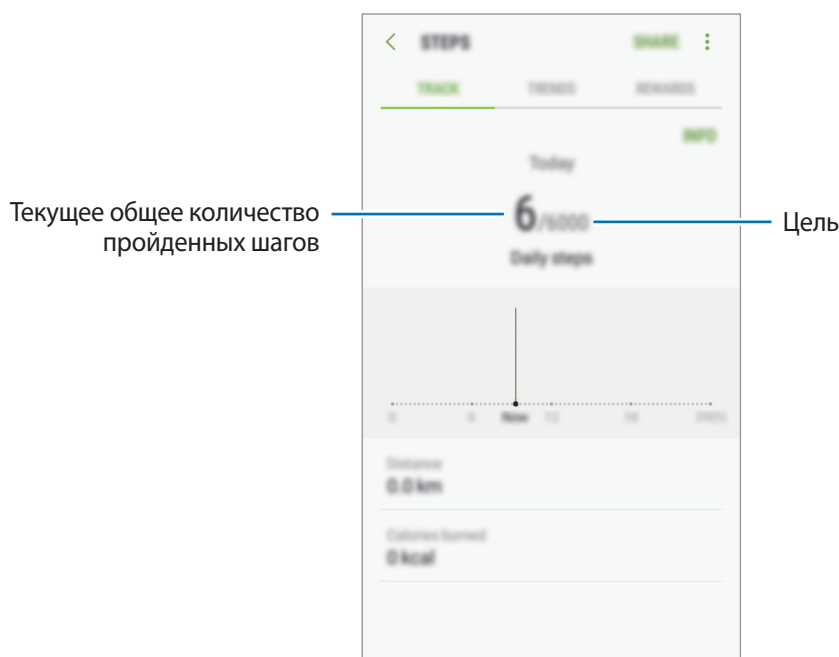 STEPS
SHARE
TRACK
TRENDS
REWARDS
INFO
Today
Текущее общее количество
пройденных шагов
6/6000
Цель
Daily steps
0 6 Now 12 18
Distance
0.0 km
Calories burned
0 kcal